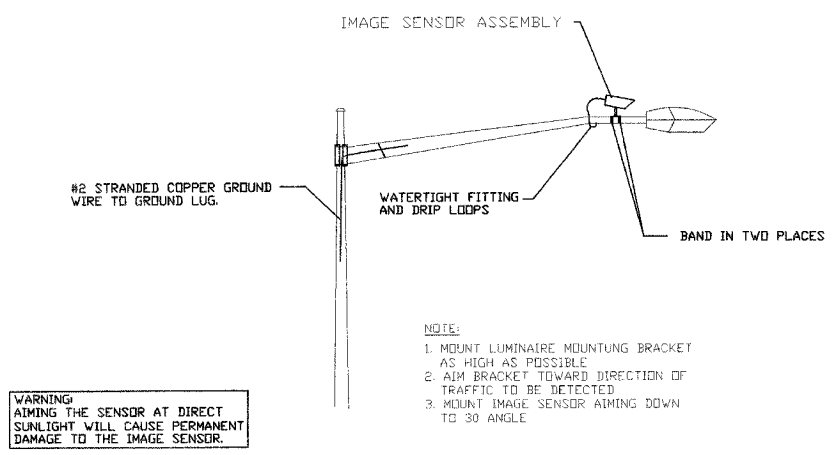 IMAGE SENSOR ASSEMBLY
#2 STRANDED COPPER GROUND
WIRE TO GROUND LUG.
WATERTIGHT FITTING
AND DRIP LOOPS
BAND IN TWO PLACES
NOTE:
1. MOUNT LUMINAIRE MOUNTUNG BRACKET
AS HIGH AS POSSIBLE
2. AIM BRACKET TOWARD DIRECTION OF
TRAFFIC TO BE DETECTED
3. MOUNT IMAGE SENSOR AIMING DOWN
TO 30 ANGLE
WARNING:
AIMING THE SENSOR AT DIRECT
SUNLIGHT WILL CAUSE PERMANENT
DAMAGE TO THE IMAGE SENSOR.